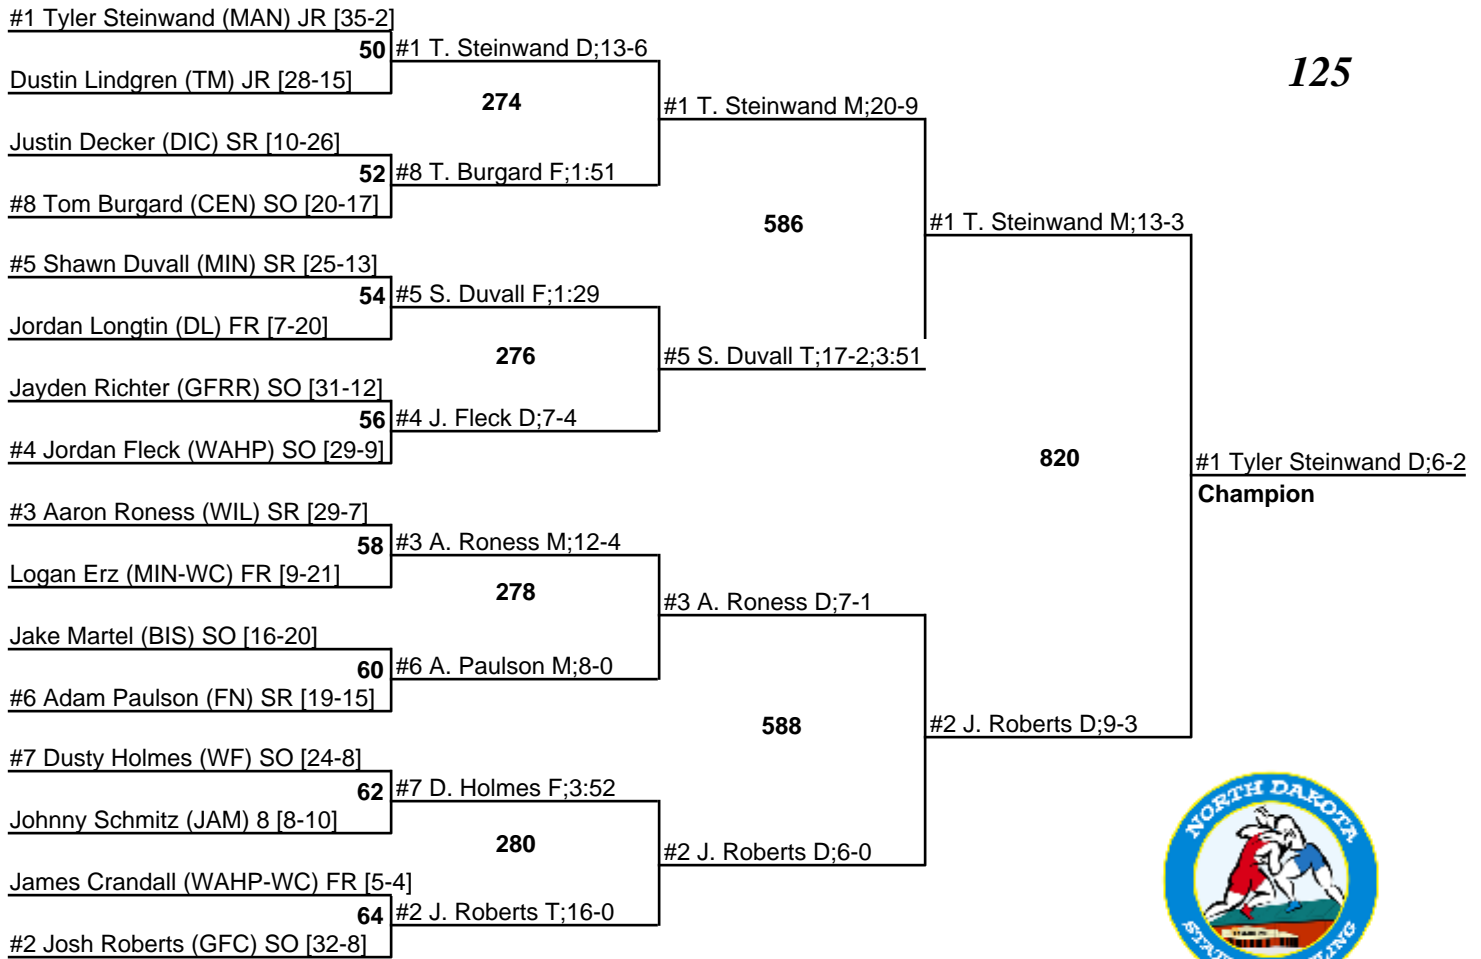 #1 Tyler Steinwand (MAN) JR [35-2]
50
#1 T. Steinwand D;13-6
Dustin Lindgren (TM) JR [28-15]
125
274
#1 T. Steinwand M;20-9
Justin Decker (DIC) SR [10-26]
52
#8 T. Burgard F;1:51
#8 Tom Burgard (CEN) SO [20-17]
586
#1 T. Steinwand M;13-3
#5 Shawn Duvall (MIN) SR [25-13]
54
#5 S. Duvall F;1:29
Jordan Longtin (DL) FR [7-20]
276
#5 S. Duvall T;17-2;3:51
Jayden Richter (GFRR) SO [31-12]
56
#4 J. Fleck D;7-4
#4 Jordan Fleck (WAHP) SO [29-9]
820
#1 Tyler Steinwand D;6-2
Champion
#3 Aaron Roness (WIL) SR [29-7]
58
#3 A. Roness M;12-4
Logan Erz (MIN-WC) FR [9-21]
278
#3 A. Roness D;7-1
Jake Martel (BIS) SO [16-20]
60
#6 A. Paulson M;8-0
#6 Adam Paulson (FN) SR [19-15]
588
#2 J. Roberts D;9-3
#7 Dusty Holmes (WF) SO [24-8]
62
#7 D. Holmes F;3:52
Johnny Schmitz (JAM) 8 [8-10]
280
#2 J. Roberts D;6-0
James Crandall (WAHP-WC) FR [5-4]
64
#2 J. Roberts T;16-0
#2 Josh Roberts (GFC) SO [32-8]
NORTH DAKOTA